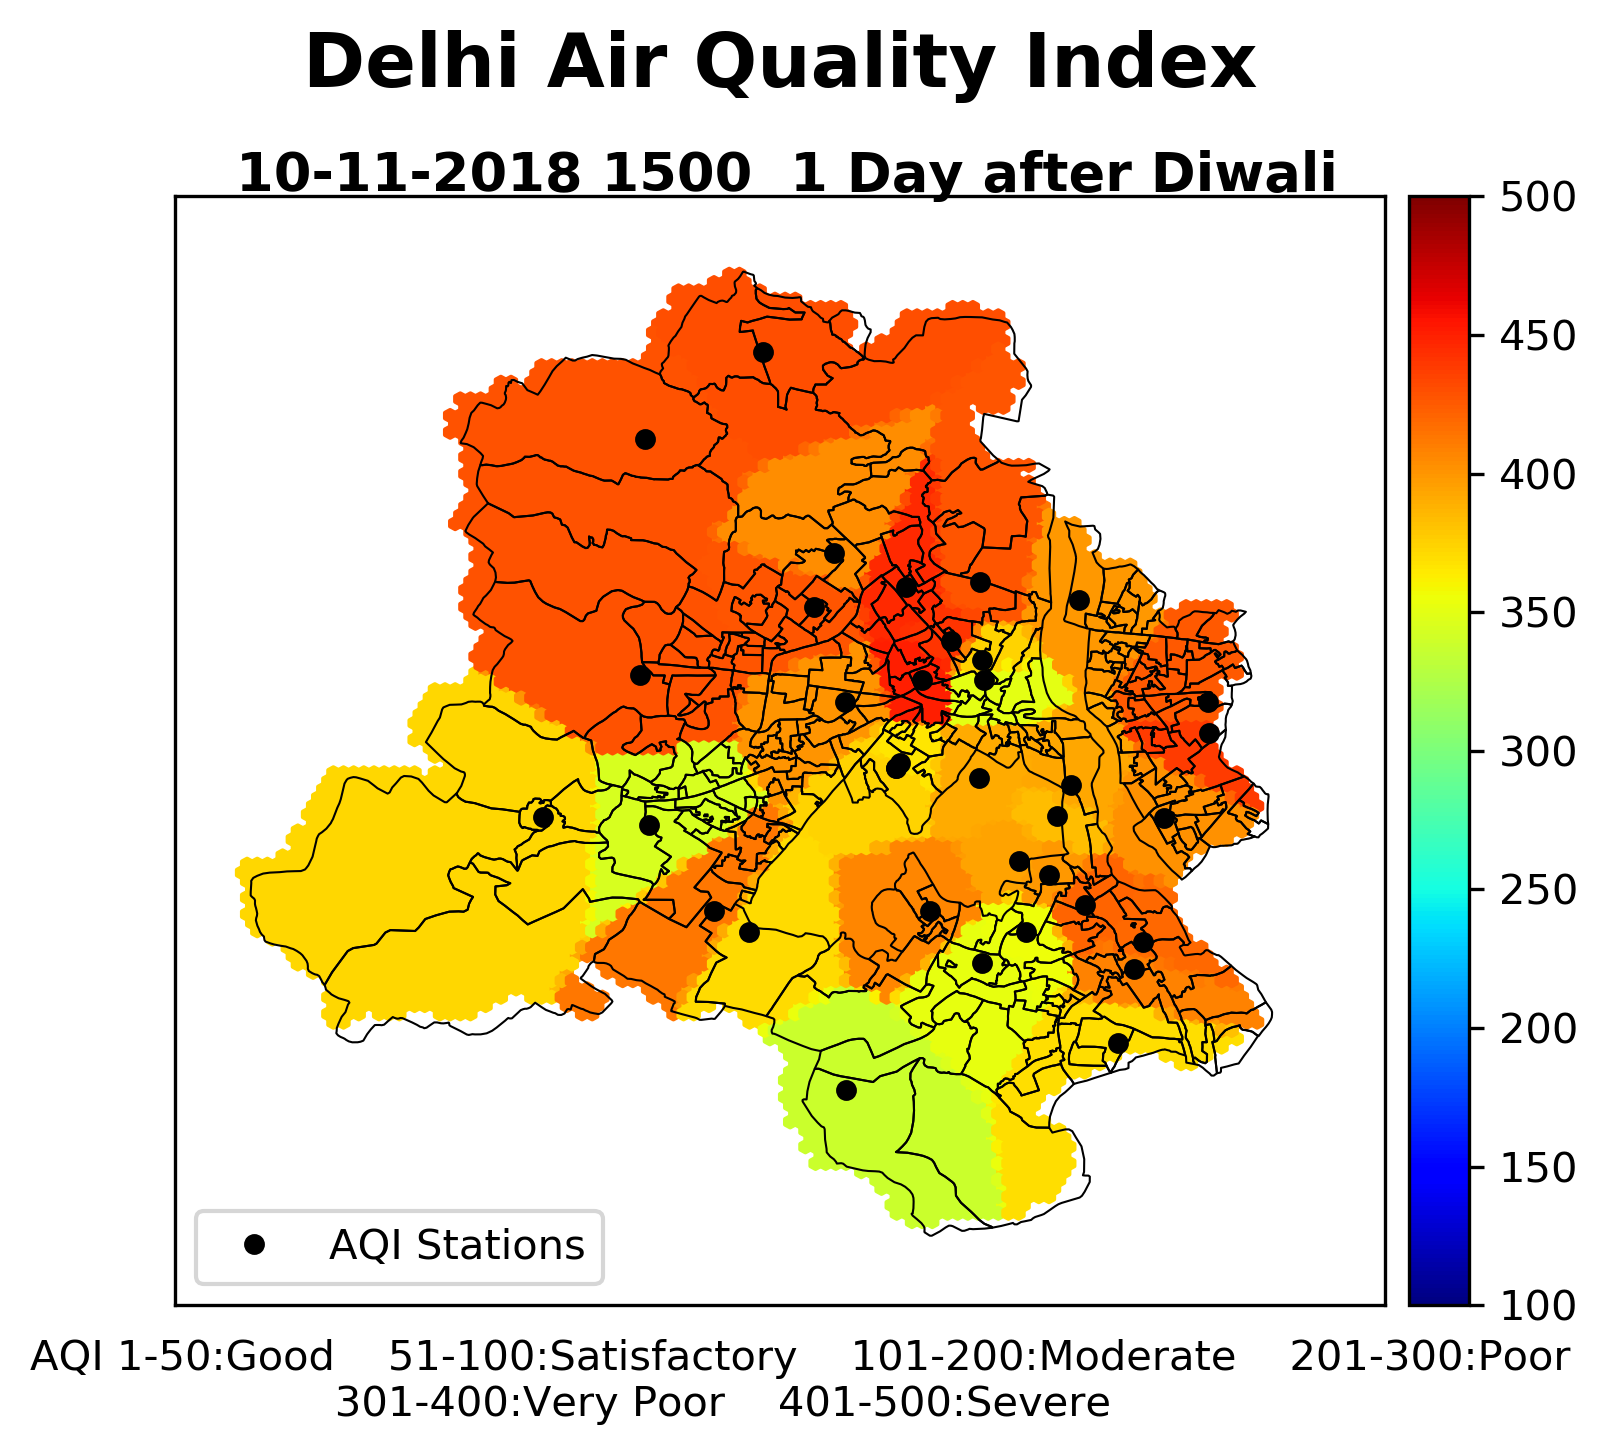 Delhi Air Quality Index
10-11-2018 1500  1 Day after Diwali
500
450
400
350
300
250
200
150
100
AQI Stations
AQI 1-50:Good    51-100:Satisfactory    101-200:Moderate    201-300:Poor
301-400:Very Poor    401-500:Severe